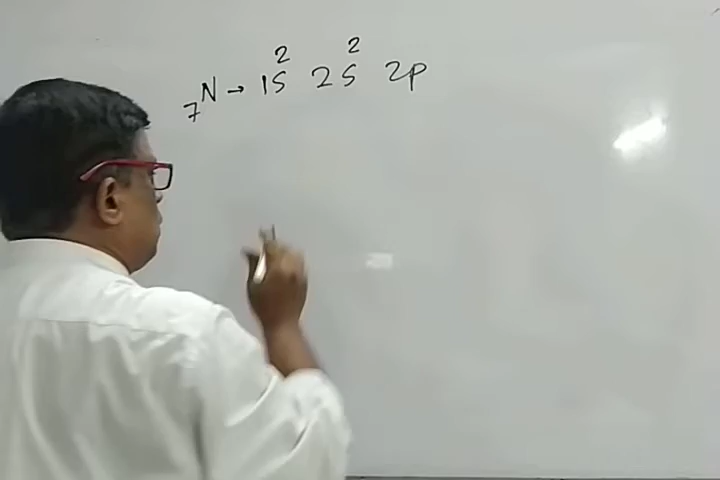 ₇N → 1S² 2S² 2p